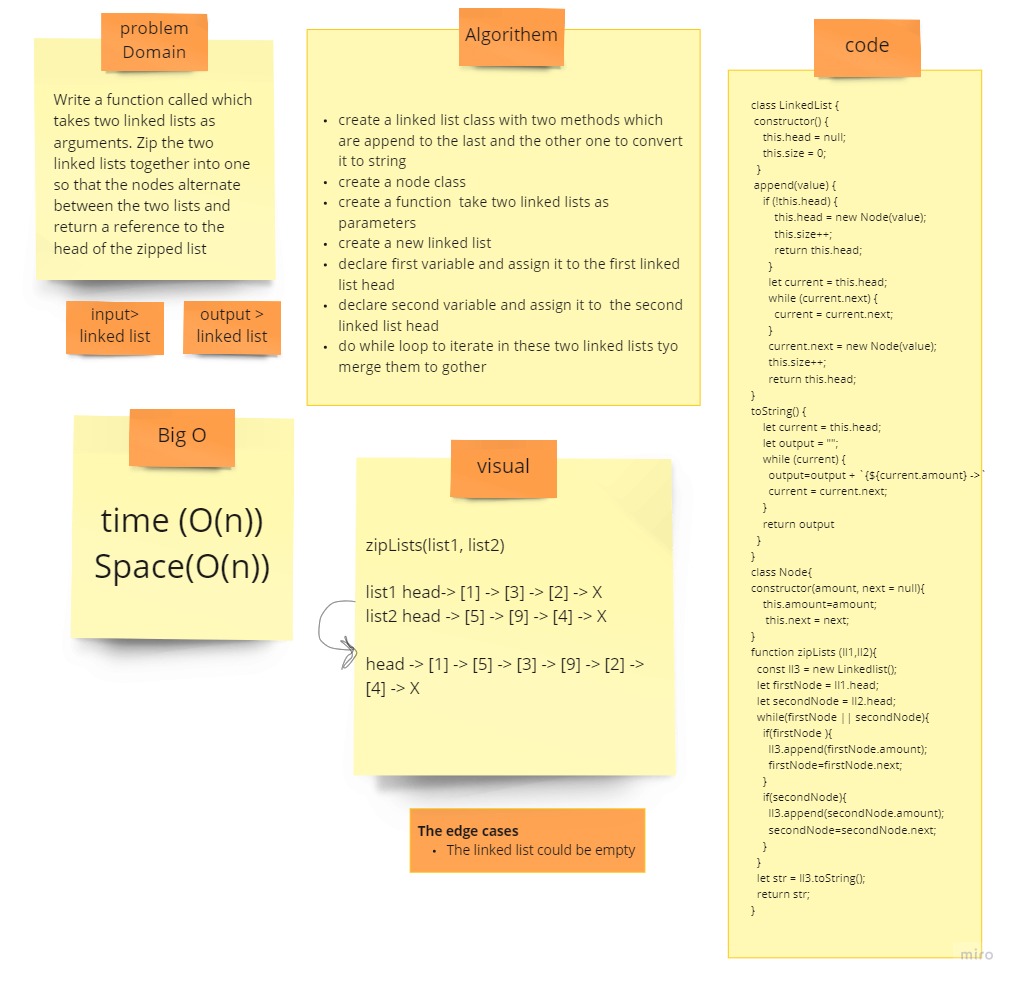 problem
Domain
Write a function called which
takes two linked lists as
arguments. Zip the two
linked lists together into one
so that the nodes alternate
between the two lists and
return a reference to the
head of the zipped list
input>
linked list
output >
linked list
Algorithem
• create a linked list class with two methods which
are append to the last and the other one to convert
it to string
• create a node class
• create a function  take two linked lists as
parameters
• create a new linked list
• declare first variable and assign it to the first linked
list head
• declare second variable and assign it to  the second
linked list head
• do while loop to iterate in these two linked lists tyo
merge them to gother
Big O
time (O(n))
Space(O(n))
visual
zipLists(list1, list2)
list1 head-> [1] -> [3] -> [2] -> X
list2 head -> [5] -> [9] -> [4] -> X
head -> [1] -> [5] -> [3] -> [9] -> [2] ->
[4] -> X
The edge cases
• The linked list could be empty
code
class LinkedList {
constructor() {
this.head = null;
this.size = 0;
}
append(value) {
if (!this.head) {
this.head = new Node(value);
this.size++;
return this.head;
}
let current = this.head;
while (current.next) {
current = current.next;
}
current.next = new Node(value);
this.size++;
return this.head;
}
toString() {
let current = this.head;
let output = "";
while (current) {
output=output + `{${current.amount} ->`
current = current.next;
}
return output
}
}
class Node{
constructor(amount, next = null){
this.amount=amount;
this.next = next;
}
function zipLists (ll1,ll2){
const ll3 = new Linkedlist();
let firstNode = ll1.head;
let secondNode = ll2.head;
while(firstNode || secondNode){
if(firstNode ){
ll3.append(firstNode.amount);
firstNode=firstNode.next;
}
if(secondNode){
ll3.append(secondNode.amount);
secondNode=secondNode.next;
}
}
let str = ll3.toString();
return str;
}
miro